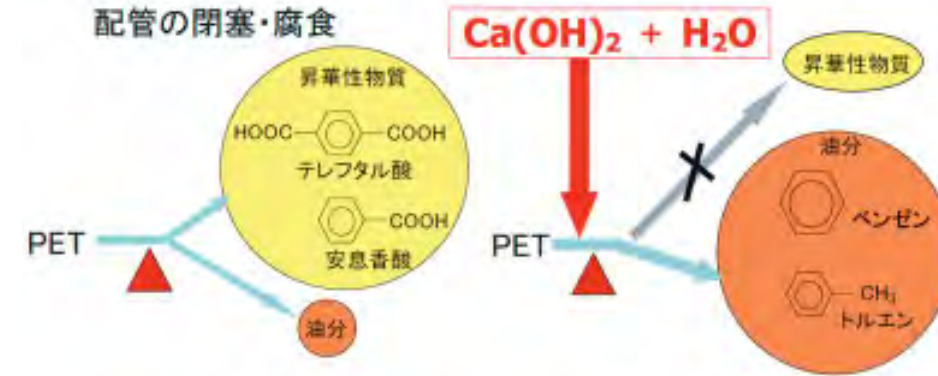 配管の閉塞・腐食
昇華性物質
HOOC COOH
テレフタル酸
COOH
安息香酸
PET
油分
Ca(OH)₂ + H₂O
昇華性物質
油分
ベンゼン
PET
CH₃
トルエン